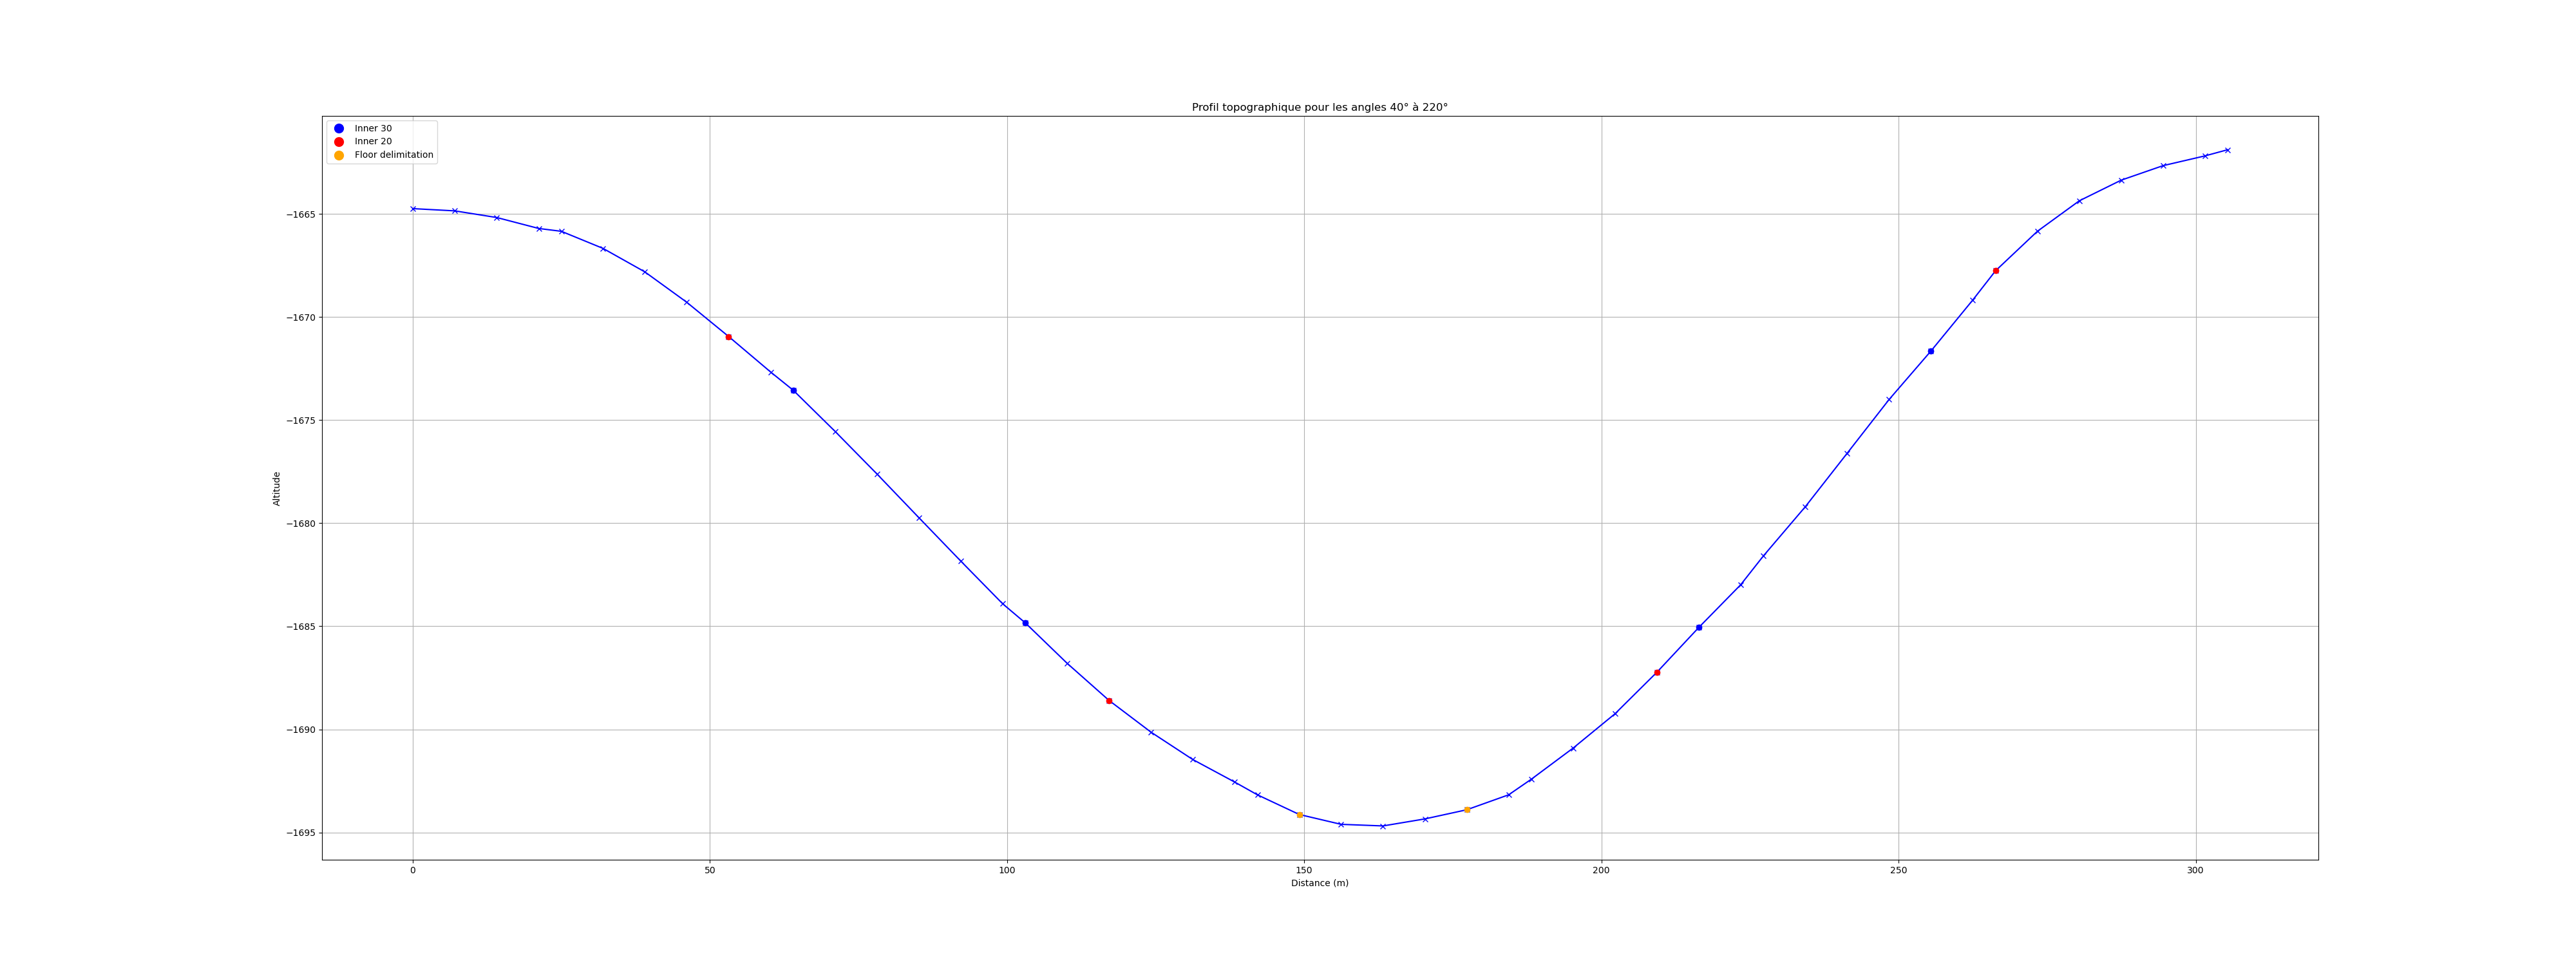 Profil topographique pour les angles 40° à 220°
Inner 30
Inner 20
Floor delimitation
−1665
−1670
−1675
−1680
−1685
−1690
−1695
Altitude
0 50 100 150 200 250 300
Distance (m)